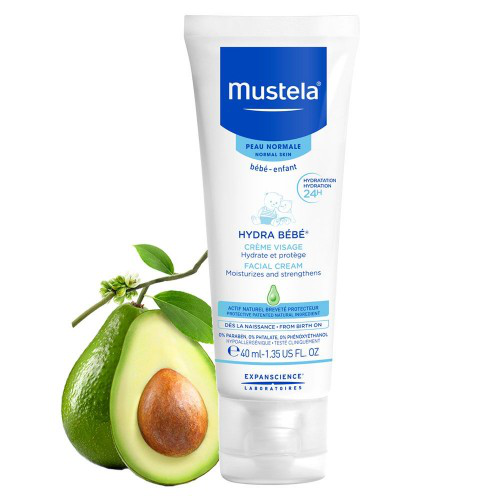 Mustela®
PEAU NORMALE
NORMAL SKIN
bébé-enfant
HYDRATATION
HYDRATION
24H
HYDRA BÉBÉ®
CRÈME VISAGE
Hydrate et protège
FACIAL CREAM
Moisturizes and strengthens
ACTIF NATUREL BREVETÉ PROTECTEUR
PROTECTIVE PATENTED NATURAL INGREDIENT
DÈS LA NAISSANCE - FROM BIRTH ON
0% PARABEN, 0% PHTALATE, 0% PHÉNOXYÉTHANOL
HYPOALLERGÉNIQUE - TESTÉ CLINIQUEMENT
℮ 40 ml - 1.35 US FL. OZ
EXPANSCIENCE®
LABORATOIRES